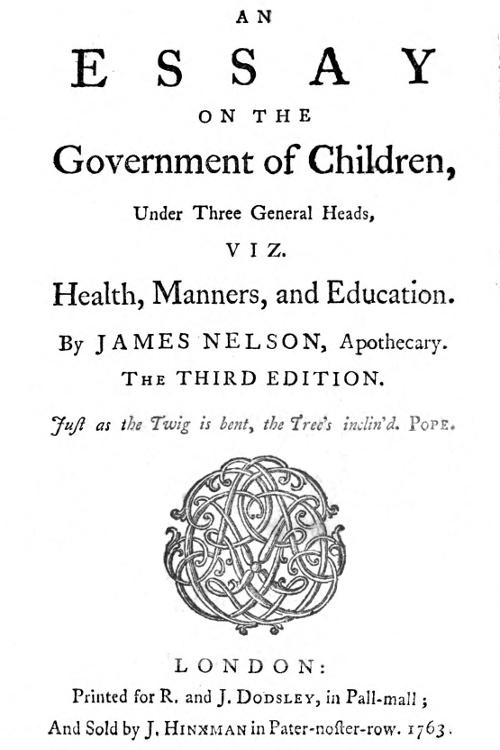 AN
ESSAY
ON THE
Government of Children,
Under Three General Heads,
VIZ.
Health, Manners, and Education.
By JAMES NELSON, Apothecary.
THE THIRD EDITION.
Juſt as the Twig is bent, the Tree's inclin'd. POPE.
LONDON:
Printed for R. and J. DODSLEY, in Pall-mall;
And Sold by J. HINXMAN in Pater-noſter-row. 1763.